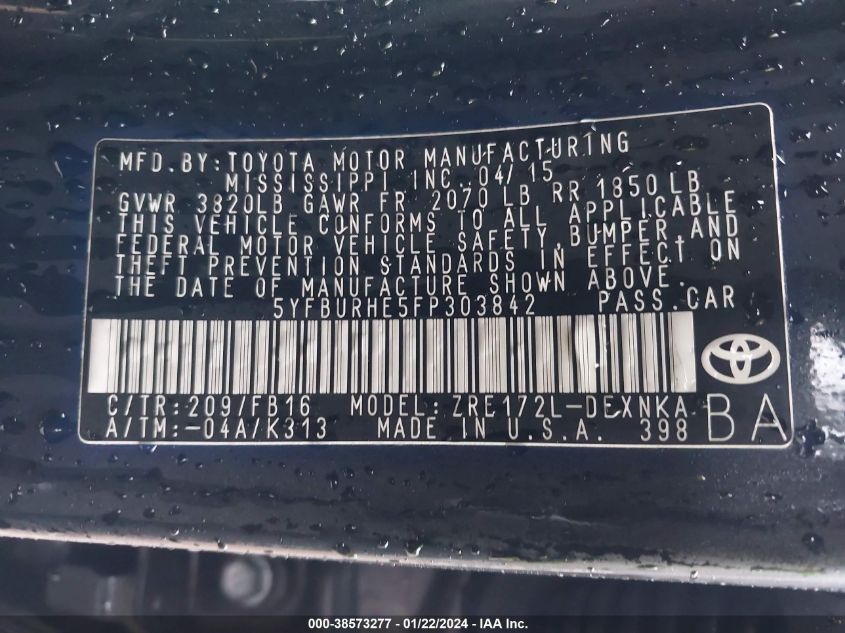 MFD.BY:TOYOTA MOTOR MANUFACTURING
MISSISSIPPI INC. 04/15
GVWR 3820LB GAWR FR 2070 LB RR 1850 LB
THIS VEHICLE CONFORMS TO ALL APPLICABLE
FEDERAL MOTOR VEHICLE SAFETY,BUMPER,AND
THEFT PREVENTION STANDARDS IN EFFECT ON
THE DATE OF MANUFACTURE SHOWN ABOVE.
5YFBURHE5FP303842 PASS.CAR
C/TR:209/FB16 MODEL:ZRE172L-DEXNKA
A/TM:-04A/K313 MADE IN U.S.A. 398
BA
000-38573277 - 01/22/2024 - IAA Inc.